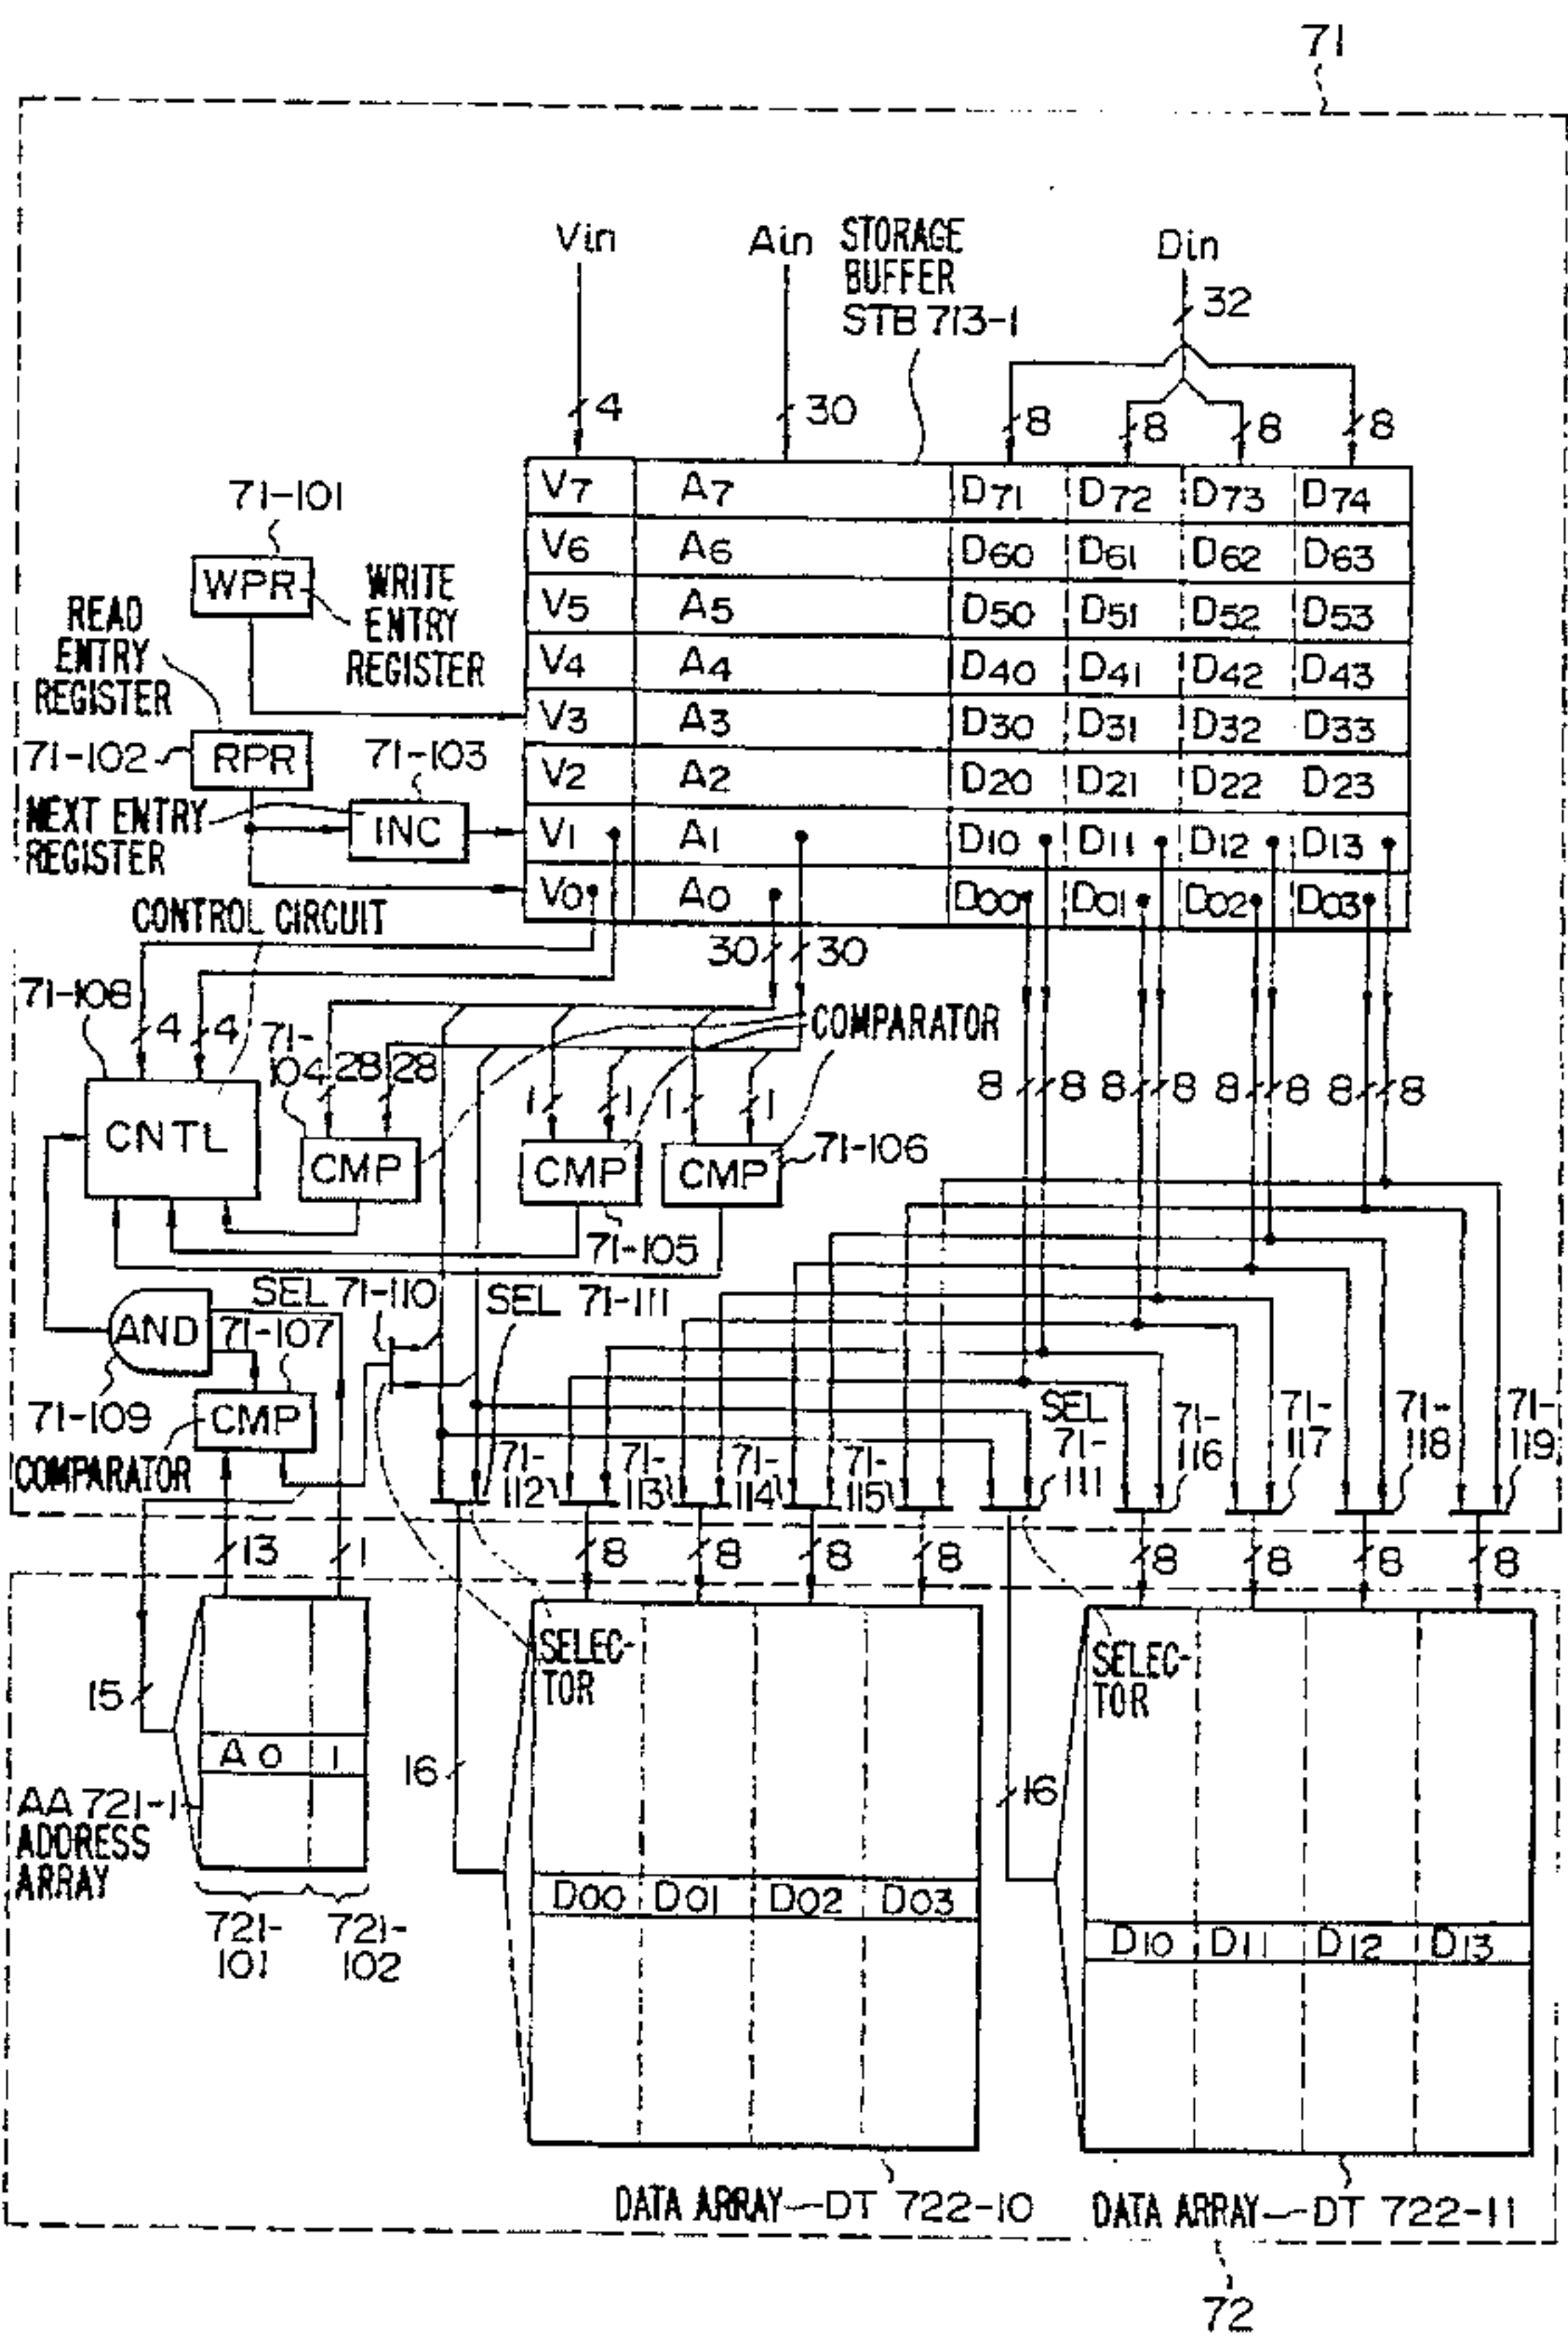 71
Vin
Ain
STORAGE
BUFFER
STB 713-1
Din
32
4
30
8
8
8
8
V7 A7 D71 D72 D73 D74
V6 A6 D60 D61 D62 D63
V5 A5 D50 D51 D52 D53
V4 A4 D40 D41 D42 D43
V3 A3 D30 D31 D32 D33
V2 A2 D20 D21 D22 D23
V1 A1 D10 D11 D12 D13
V0 A0 D00 D01 D02 D03
71-101
WPR
WRITE
ENTRY
REGISTER
READ
ENTRY
REGISTER
71-102
RPR
71-103
NEXT ENTRY
REGISTER
INC
CONTROL CIRCUIT
30
30
71-108
4
4
71-
104
28
28
COMPARATOR
1
1
1
1
8
8
8
8
8
8
8
8
CNTL
CMP
CMP
CMP
71-106
71-105
SEL 71-110
SEL 71-111
AND
71-107
71-109
CMP
COMPARATOR
71-
112
71-
113
71-
114
71-
115
SEL
71-
111
71-
116
71-
117
71-
118
71-
119
13
1
8
8
8
8
8
8
8
8
15
SELEC-
TOR
SELEC-
TOR
A0 1
16
16
AA 721-1
ADDRESS
ARRAY
721-
101
721-
102
D00 D01 D02 D03
D10 D11 D12 D13
DATA ARRAY DT 722-10
DATA ARRAY DT 722-11
72